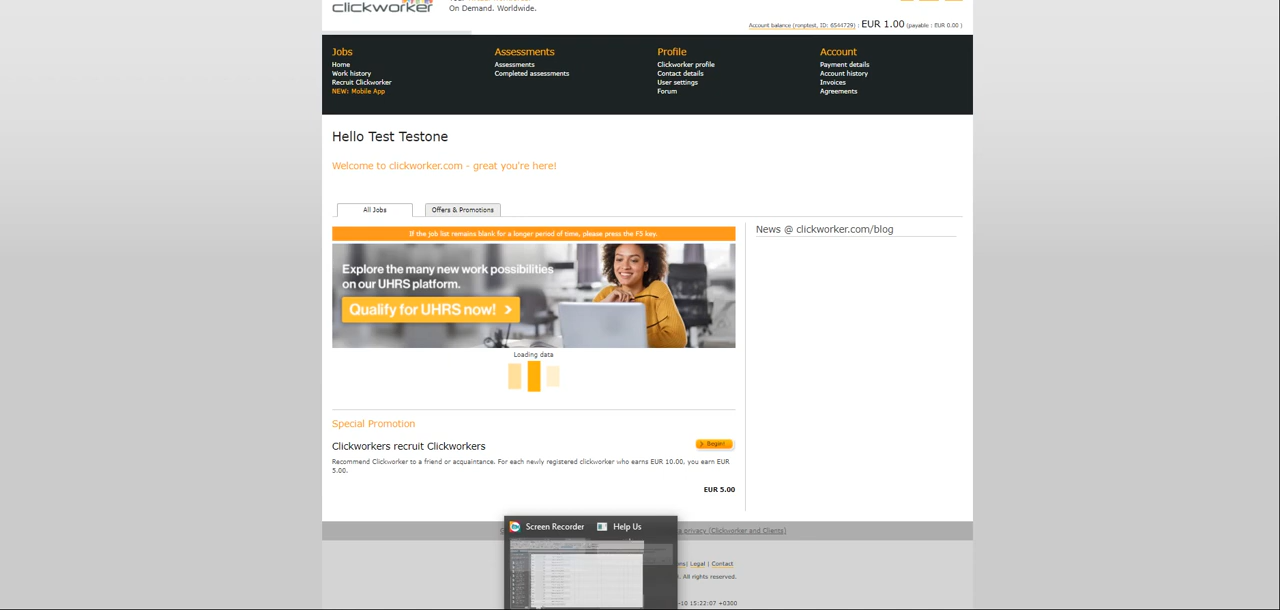 clickworker
On Demand. Worldwide.
Account balance (ronptest, ID: 6544729) : EUR 1.00 (payable : EUR 0.00 )
Jobs
Home
Work history
Recruit Clickworker
NEW: Mobile App
Assessments
Assessments
Completed assessments
Profile
Clickworker profile
Contact details
User settings
Forum
Account
Payment details
Account history
Invoices
Agreements
Hello Test Testone
Welcome to clickworker.com - great you're here!
All Jobs
Offers & Promotions
If the job list remains blank for a longer period of time, please press the F5 key.
Explore the many new work possibilities
on our UHRS platform.
Qualify for UHRS now! >
Loading data
News @ clickworker.com/blog
Special Promotion
Clickworkers recruit Clickworkers
Begin!
Recommend Clickworker to a friend or acquaintance. For each newly registered clickworker who earns EUR 10.00, you earn EUR
5.00.
EUR 5.00
Screen Recorder
Help Us
a privacy (Clickworker and Clients)
| Legal | Contact
. All rights reserved.
-10 15:22:07 +0300